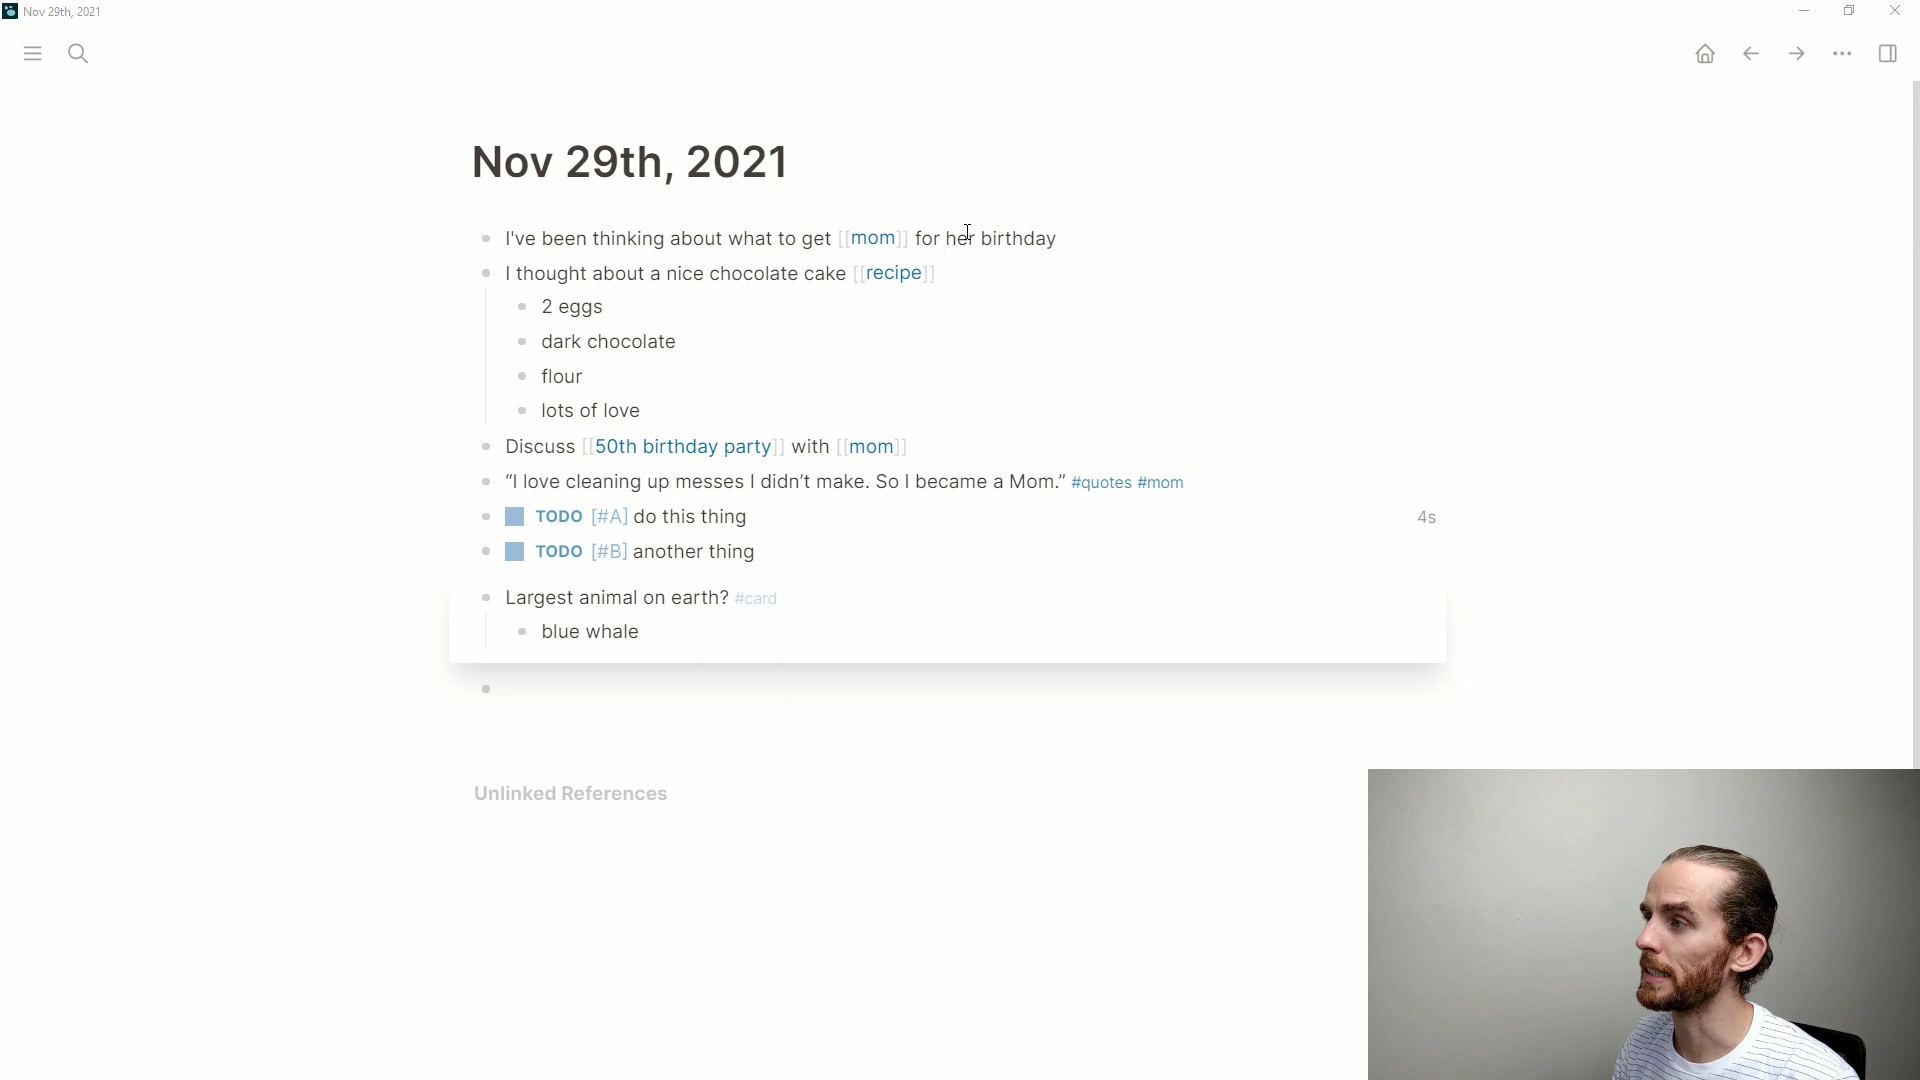 Nov 29th, 2021
Nov 29th, 2021
I've been thinking about what to get [[mom]] for her birthday
I thought about a nice chocolate cake [[recipe]]
2 eggs
dark chocolate
flour
lots of love
Discuss [[50th birthday party]] with [[mom]]
“I love cleaning up messes I didn’t make. So I became a Mom.” #quotes #mom
TODO [#A] do this thing 4s
TODO [#B] another thing
Largest animal on earth? #card
blue whale
Unlinked References